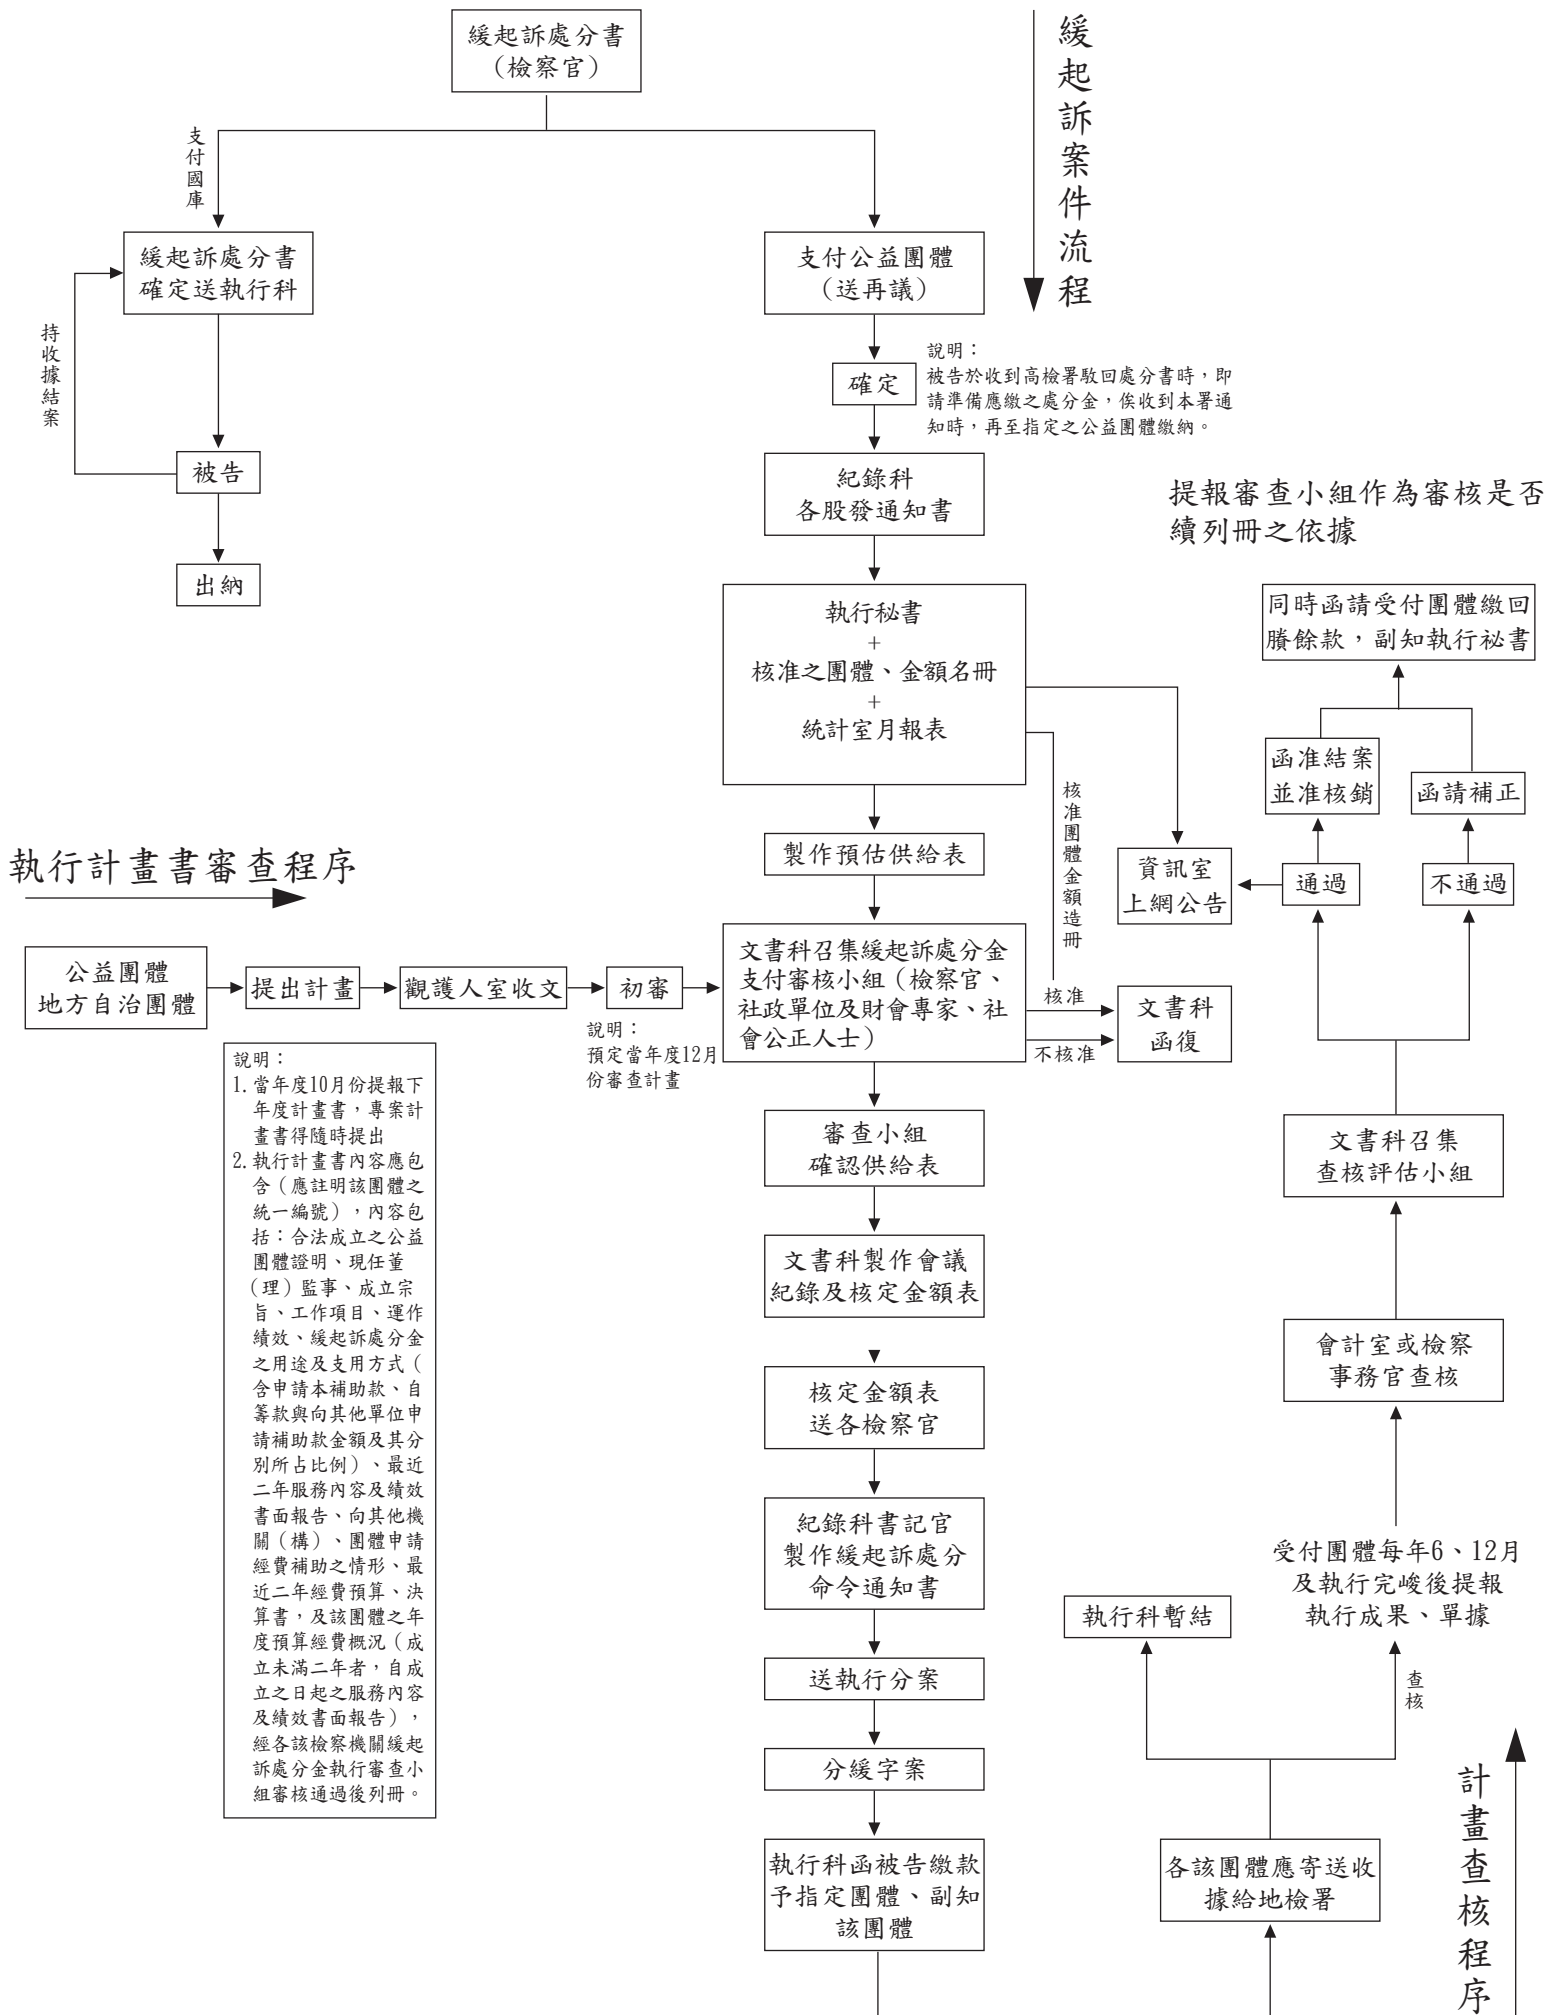 緩起訴處分書
（檢察官）
緩起訴案件流程
支付國庫
緩起訴處分書
確定送執行科
持收據結案
被告
出納
支付公益團體
（送再議）
確定
說明：
被告於收到高檢署駁回處分書時，即
請準備應繳之處分金，俟收到本署通
知時，再至指定之公益團體繳納。
紀錄科
各股發通知書
執行秘書
+
核准之團體、金額名冊
+
統計室月報表
核准團體金額造冊
製作預估供給表
執行計畫書審查程序
公益團體
地方自治團體
提出計畫
觀護人室收文
初審
說明：
預定當年度12月
份審查計畫
說明：
1.當年度10月份提報下
年度計畫書，專案計
畫書得隨時提出
2.執行計畫書內容應包
含（應註明該團體之
統一編號），內容包
括：合法成立之公益
團體證明、現任董
（理）監事、成立宗
旨、工作項目、運作
績效、緩起訴處分金
之用途及支用方式（
含申請本補助款、自
籌款與向其他單位申
請補助款金額及其分
別所占比例）、最近
二年服務內容及績效
書面報告、向其他機
關（構）、團體申請
經費補助之情形、最
近二年經費預算、決
算書，及該團體之年
度預算經費概況（成
立未滿二年者，自成
立之日起之服務內容
及績效書面報告），
經各該檢察機關緩起
訴處分金執行審查小
組審核通過後列冊。
文書科召集緩起訴處分金
支付審核小組（檢察官、
社政單位及財會專家、社
會公正人士）
核准
不核准
文書科
函復
資訊室
上網公告
審查小組
確認供給表
文書科製作會議
紀錄及核定金額表
核定金額表
送各檢察官
紀錄科書記官
製作緩起訴處分
命令通知書
送執行分案
分緩字案
執行科函被告繳款
予指定團體、副知
該團體
提報審查小組作為審核是否
續列冊之依據
同時函請受付團體繳回
賸餘款，副知執行祕書
函准結案
並准核銷
函請補正
通過
不通過
文書科召集
查核評估小組
會計室或檢察
事務官查核
受付團體每年6、12月
及執行完峻後提報
執行成果、單據
執行科暫結
查核
各該團體應寄送收
據給地檢署
計畫查核程序